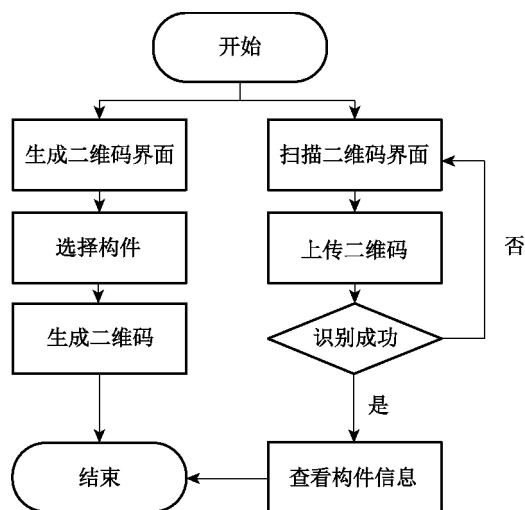 开始
生成二维码界面
扫描二维码界面
选择构件
上传二维码
否
生成二维码
识别成功
是
结束
查看构件信息